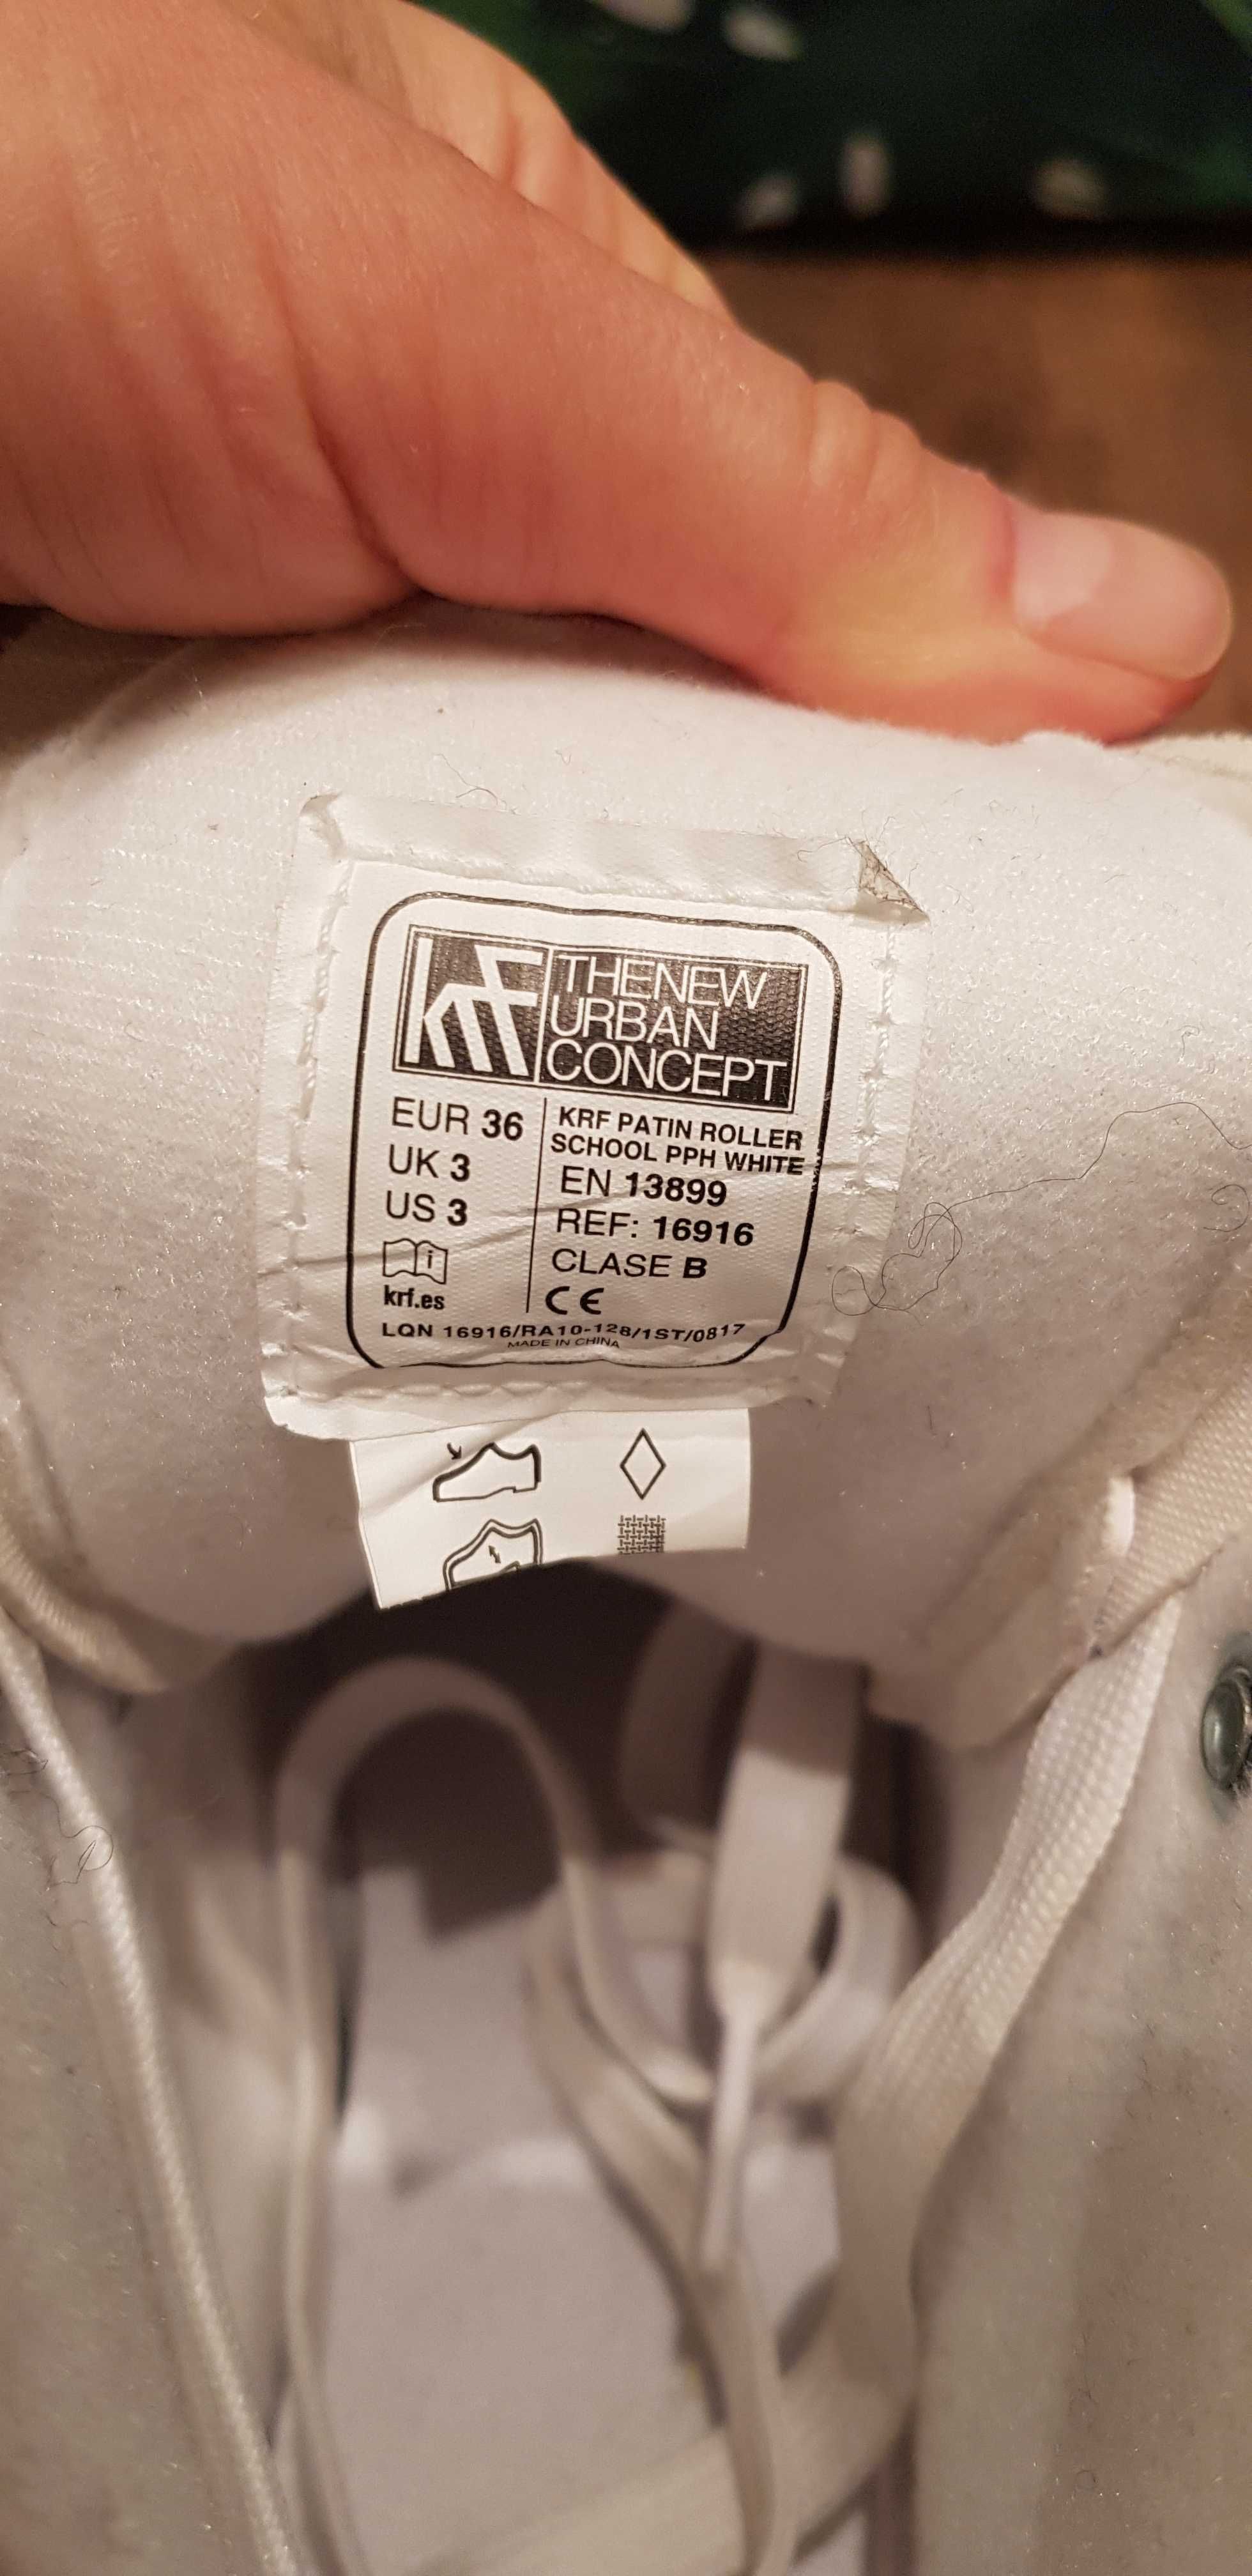 krf THENEW
URBAN
CONCEPT
EUR 36
UK 3
US 3
i
krf.es
KRF PATIN ROLLER
SCHOOL PPH WHITE
EN 13899
REF: 16916
CLASE B
CE
LQN 16916/RA10-128/1ST/0817
MADE IN CHINA